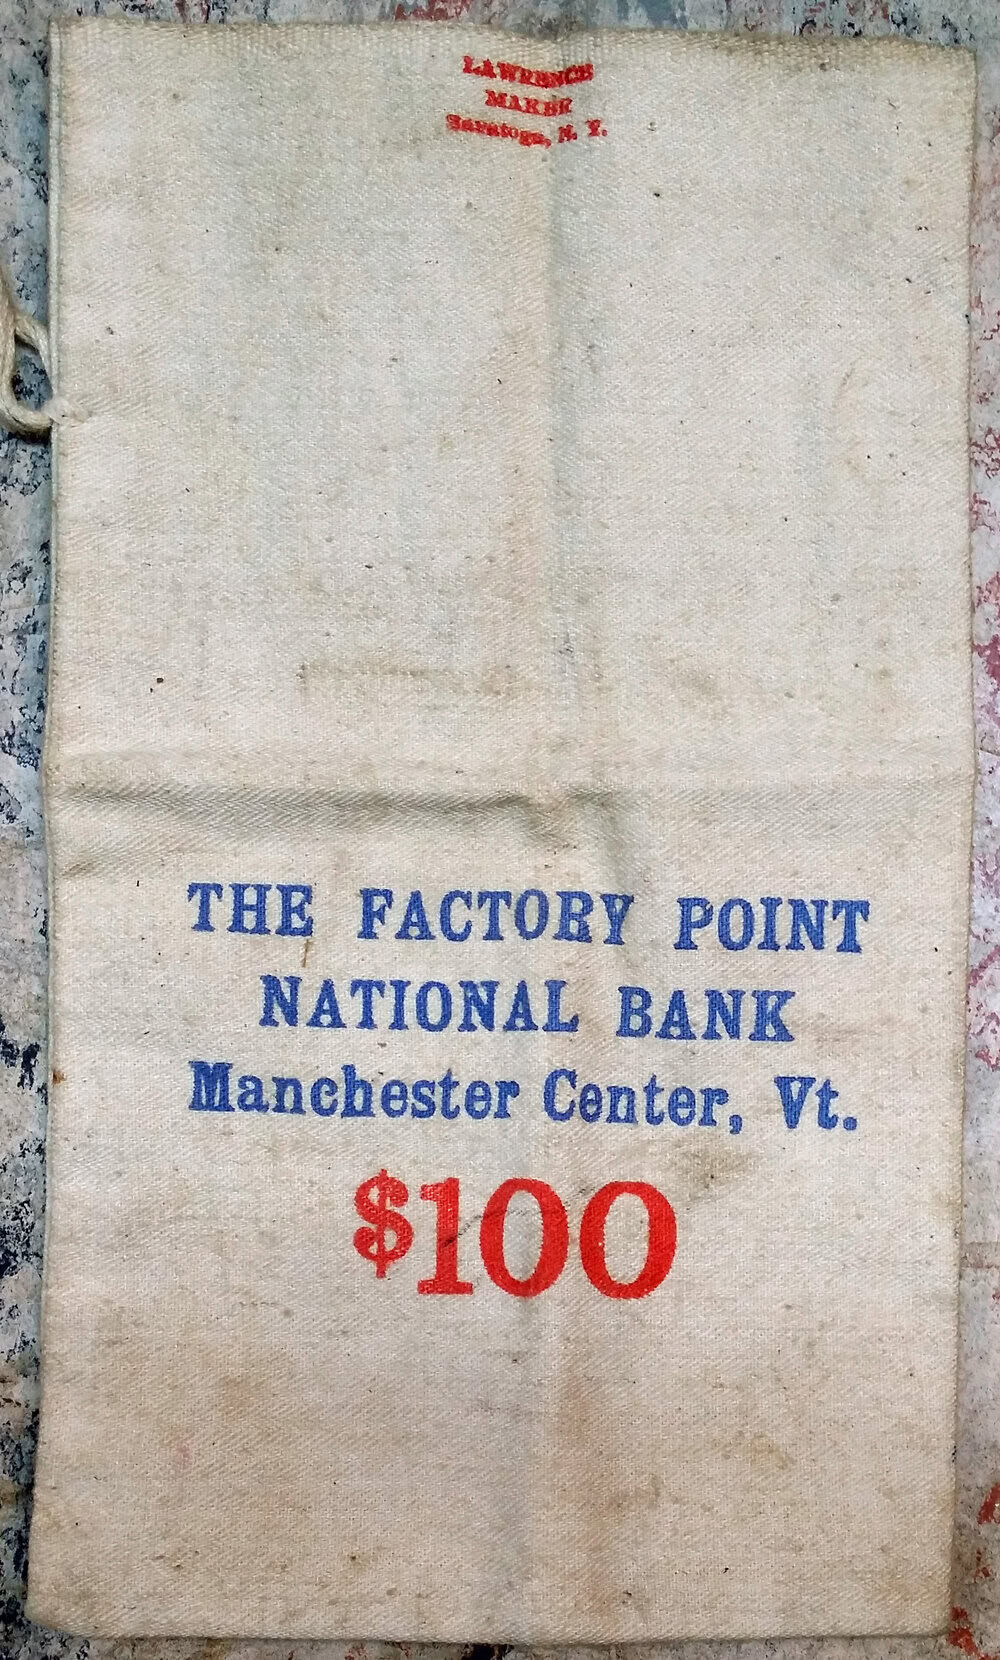 LAWRENCE
MAKER
Saratoga, N. Y.
THE FACTORY POINT
NATIONAL BANK
Manchester Center, Vt.
$100